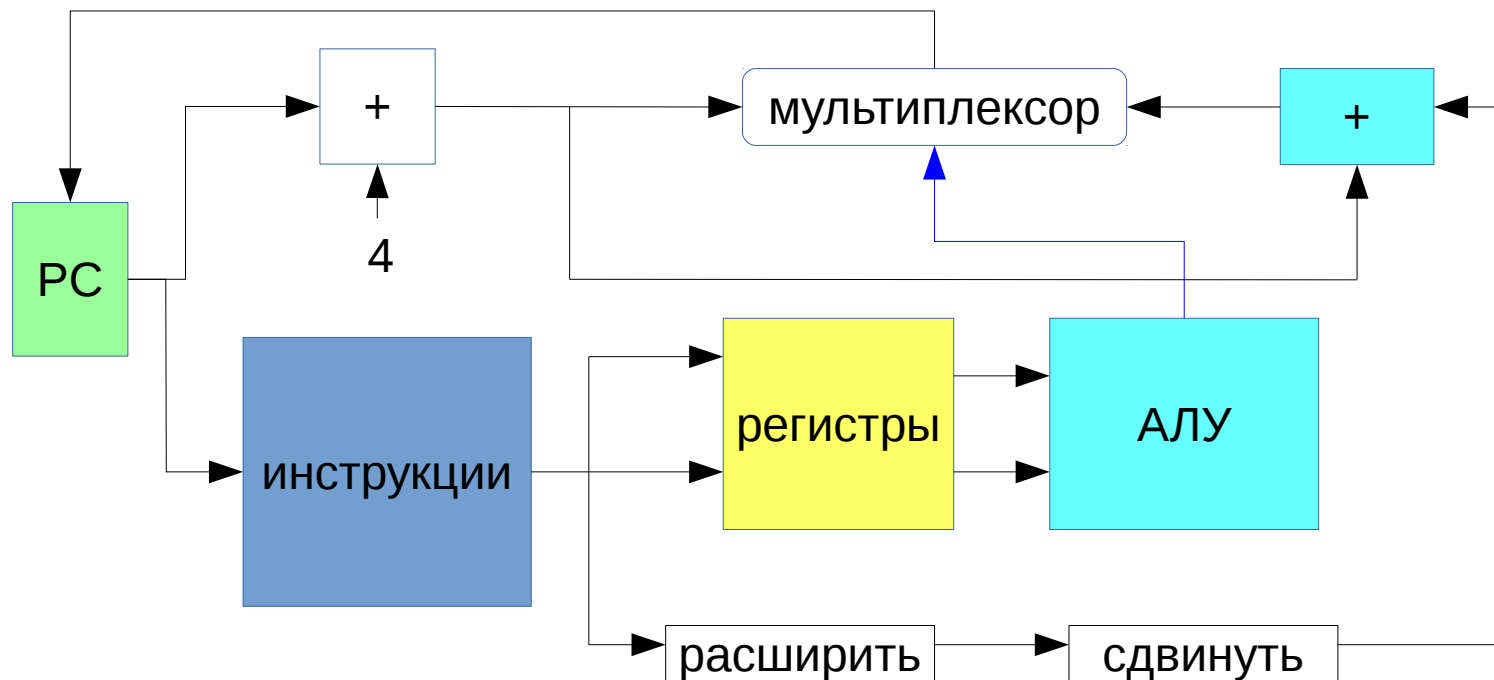 +
мультиплексор
+
PC
4
инструкции
регистры
АЛУ
расширить
сдвинуть